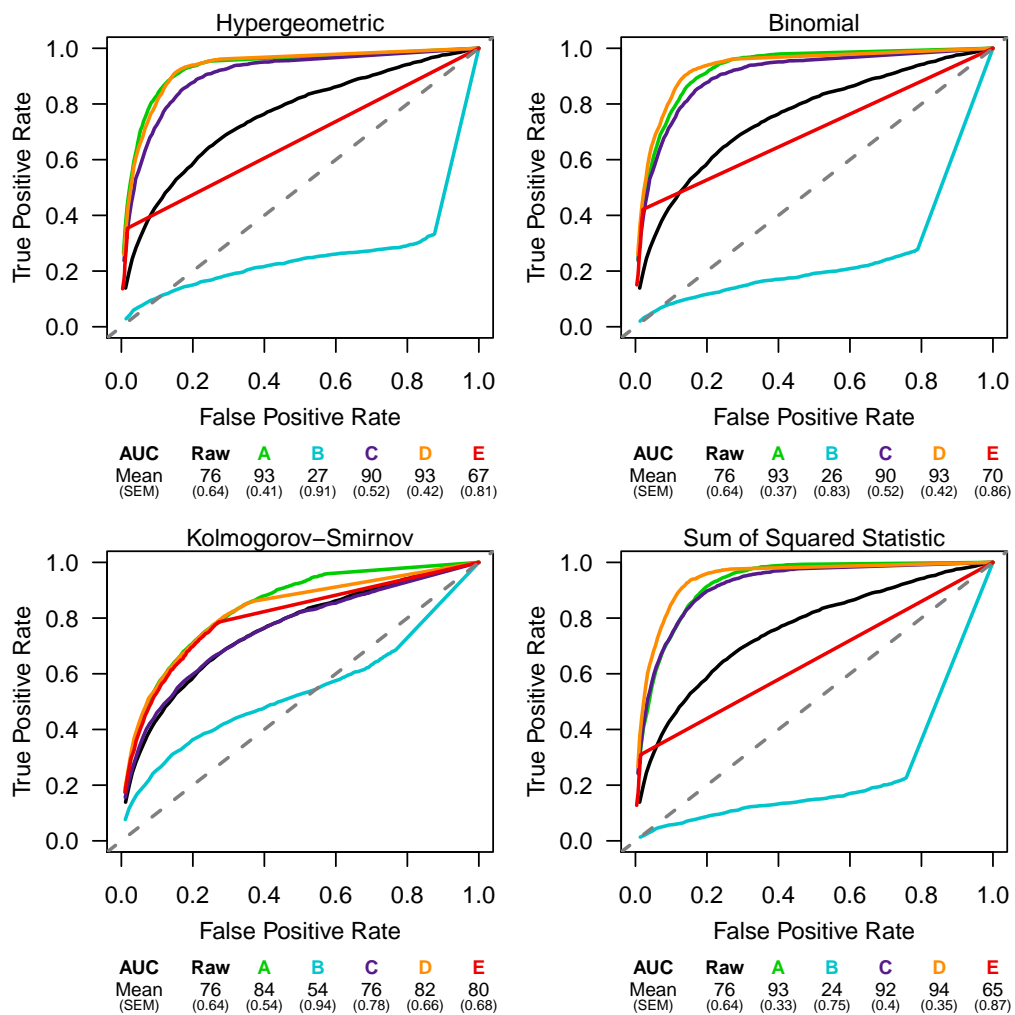 Hypergeometric
True Positive Rate
1.0
0.8
0.6
0.4
0.2
0.0
0.0 0.2 0.4 0.6 0.8 1.0
False Positive Rate
AUC Raw A B C D E
Mean 76 93 27 90 93 67
(SEM) (0.64) (0.41) (0.91) (0.52) (0.42) (0.81)
Binomial
True Positive Rate
1.0
0.8
0.6
0.4
0.2
0.0
0.0 0.2 0.4 0.6 0.8 1.0
False Positive Rate
AUC Raw A B C D E
Mean 76 93 26 90 93 70
(SEM) (0.64) (0.37) (0.83) (0.52) (0.42) (0.86)
Kolmogorov−Smirnov
True Positive Rate
1.0
0.8
0.6
0.4
0.2
0.0
0.0 0.2 0.4 0.6 0.8 1.0
False Positive Rate
AUC Raw A B C D E
Mean 76 84 54 76 82 80
(SEM) (0.64) (0.54) (0.94) (0.78) (0.66) (0.68)
Sum of Squared Statistic
True Positive Rate
1.0
0.8
0.6
0.4
0.2
0.0
0.0 0.2 0.4 0.6 0.8 1.0
False Positive Rate
AUC Raw A B C D E
Mean 76 93 24 92 94 65
(SEM) (0.64) (0.33) (0.75) (0.4) (0.35) (0.87)